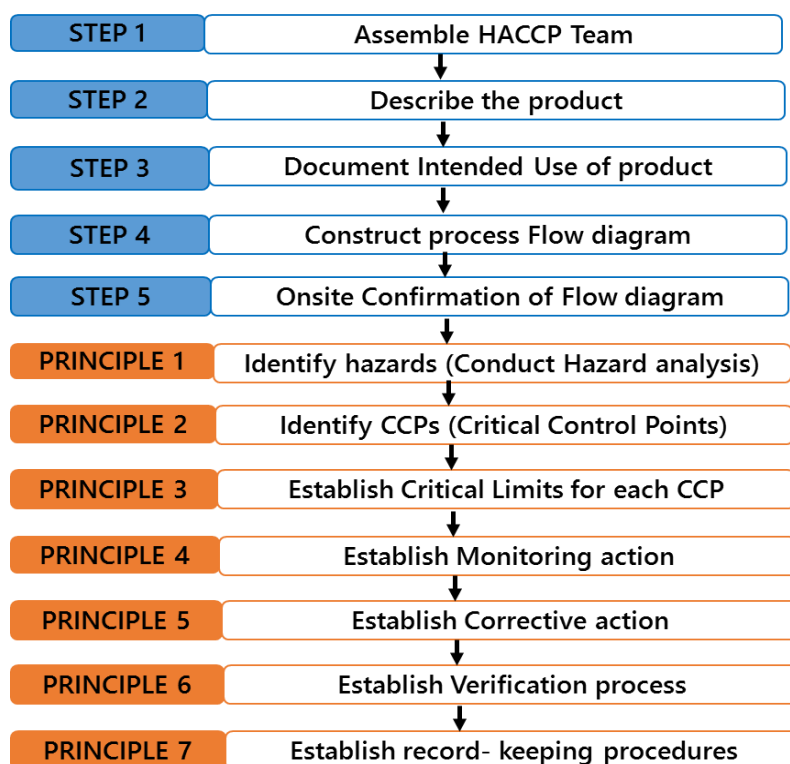 STEP 1 Assemble HACCP Team
STEP 2 Describe the product
STEP 3 Document Intended Use of product
STEP 4 Construct process Flow diagram
STEP 5 Onsite Confirmation of Flow diagram
PRINCIPLE 1 Identify hazards (Conduct Hazard analysis)
PRINCIPLE 2 Identify CCPs (Critical Control Points)
PRINCIPLE 3 Establish Critical Limits for each CCP
PRINCIPLE 4 Establish Monitoring action
PRINCIPLE 5 Establish Corrective action
PRINCIPLE 6 Establish Verification process
PRINCIPLE 7 Establish record- keeping procedures